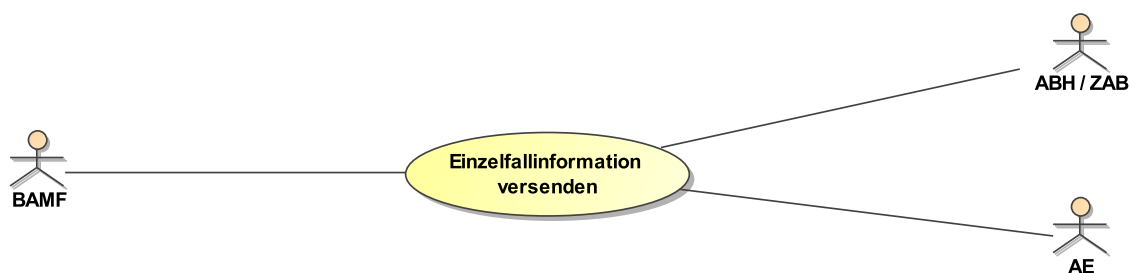 ABH / ZAB
Einzelfallinformation
versenden
BAMF
AE